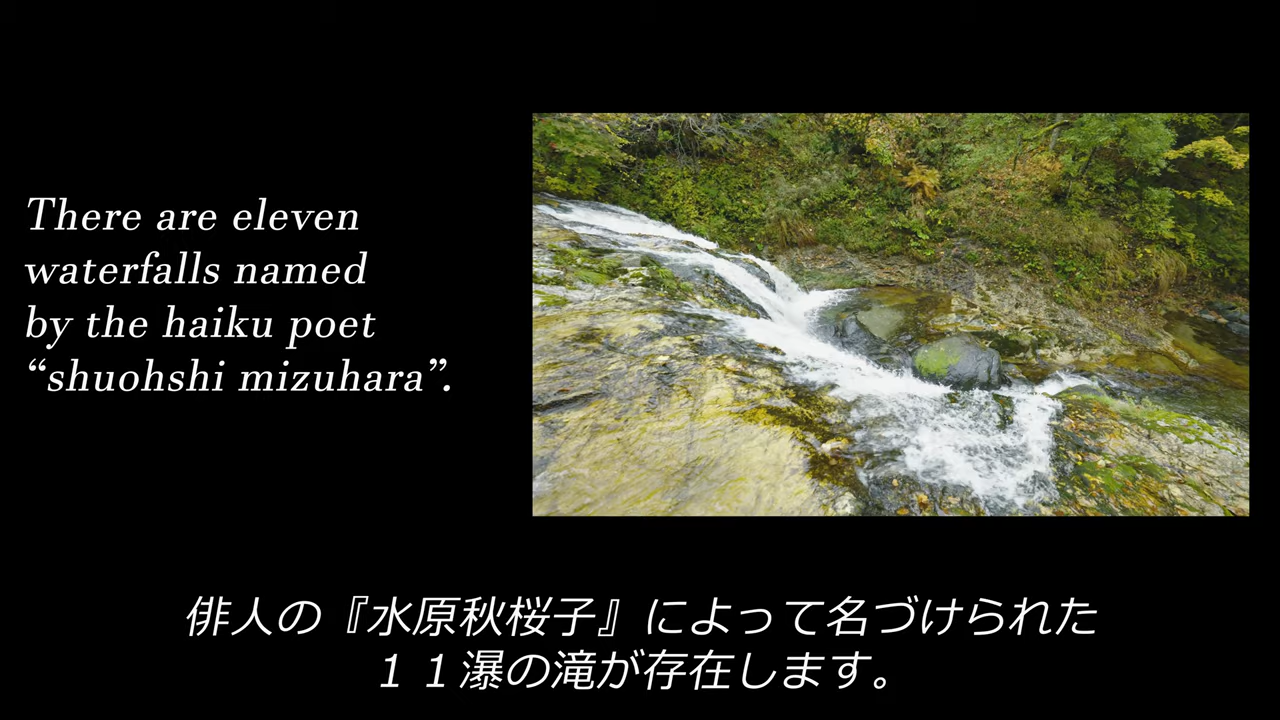 There are eleven
waterfalls named
by the haiku poet
“shuohshi mizuhara”.
俳人の『水原秋桜子』によって名づけられた
１１瀑の滝が存在します。